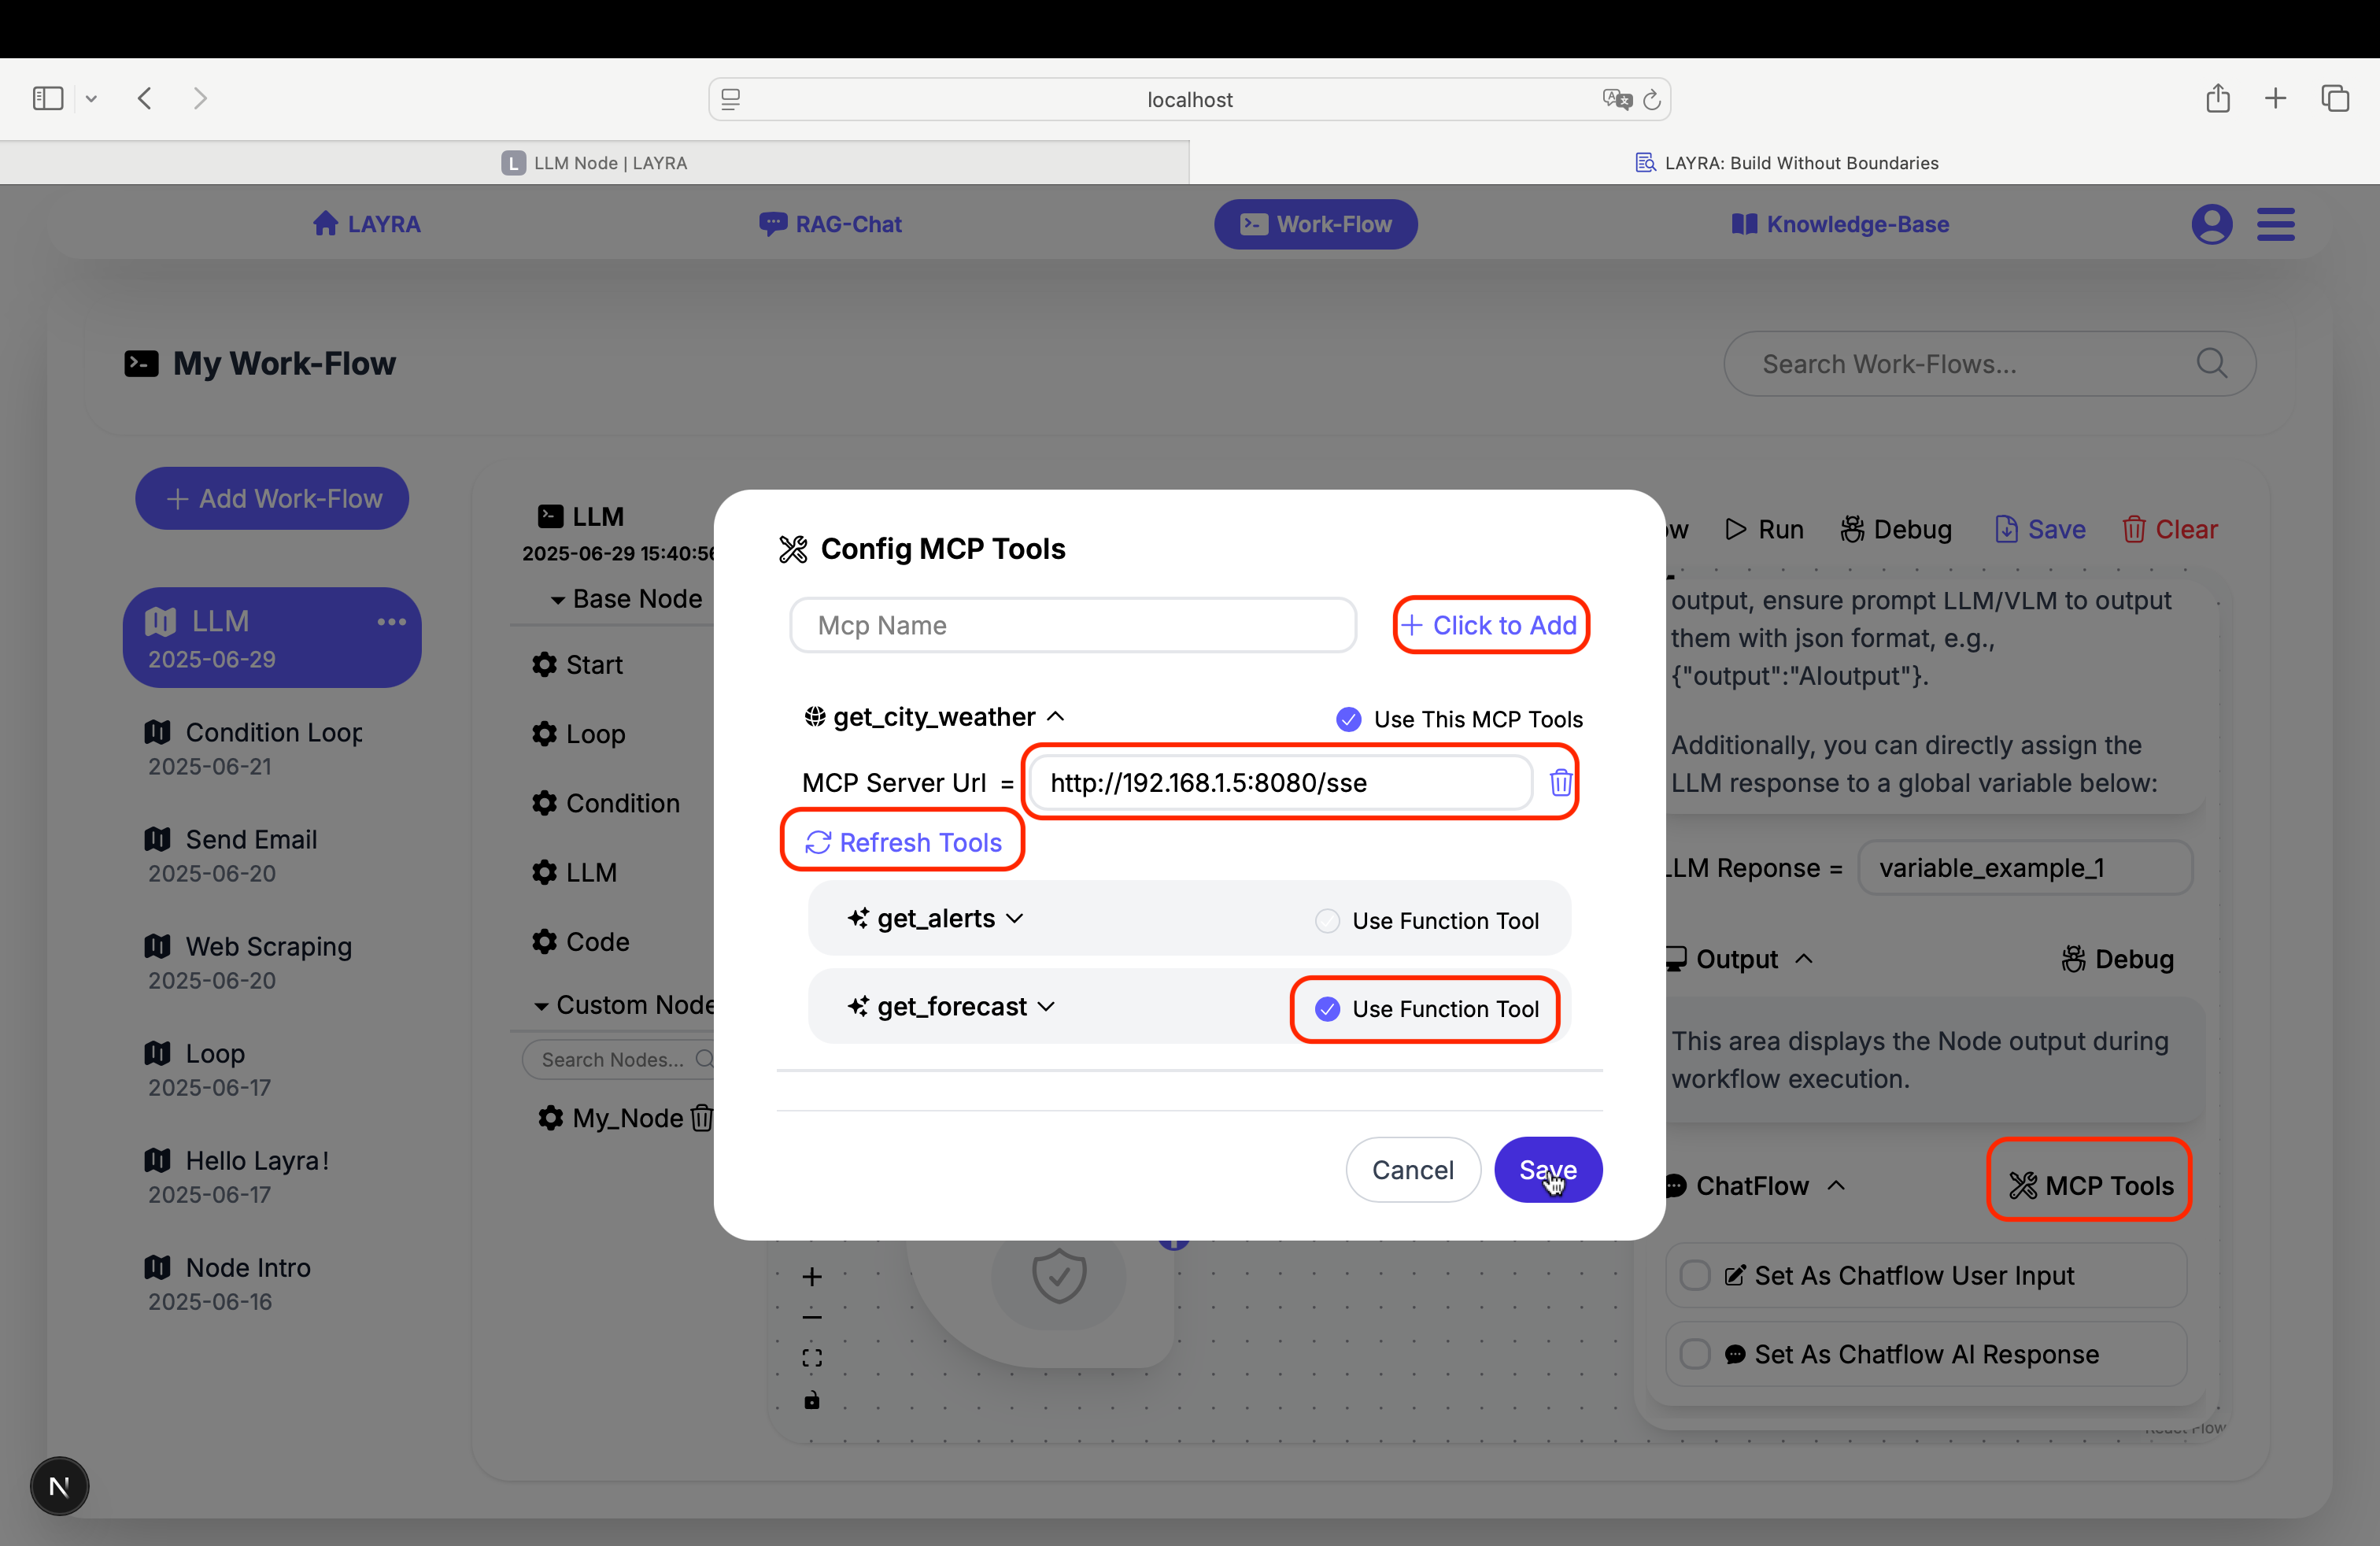 localhost
L LLM Node | LAYRA
LAYRA: Build Without Boundaries
LAYRA
RAG-Chat
Work-Flow
Knowledge-Base
My Work-Flow
Search Work-Flows...
+ Add Work-Flow
LLM
2025-06-29
Condition Loop
2025-06-21
Send Email
2025-06-20
Web Scraping
2025-06-20
Loop
2025-06-17
Hello Layra!
2025-06-17
Node Intro
2025-06-16
LLM
2025-06-29 15:40:56
Base Node
Start
Loop
Condition
LLM
Code
Custom Node
Search Nodes...
My_Node
Config MCP Tools
Mcp Name
+ Click to Add
get_city_weather
Use This MCP Tools
MCP Server Url = http://192.168.1.5:8080/sse
Refresh Tools
get_alerts
Use Function Tool
get_forecast
Use Function Tool
Cancel
Save
ow
Run
Debug
Save
Clear
output, ensure prompt LLM/VLM to output
them with json format, e.g.,
{"output":"AIoutput"}.
Additionally, you can directly assign the
LLM response to a global variable below:
LLM Reponse = variable_example_1
Output
Debug
This area displays the Node output during
workflow execution.
ChatFlow
MCP Tools
Set As Chatflow User Input
Set As Chatflow AI Response
React Flow
N